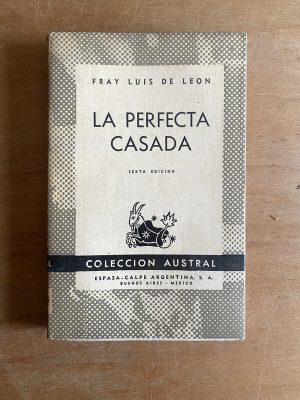 FRAY LUIS DE LEON
LA PERFECTA
CASADA
SEXTA EDICION
L
COLECCION AUSTRAL
ESPASA-CALPE ARGENTINA, S. A.
BUENOS AIRES - MEXICO